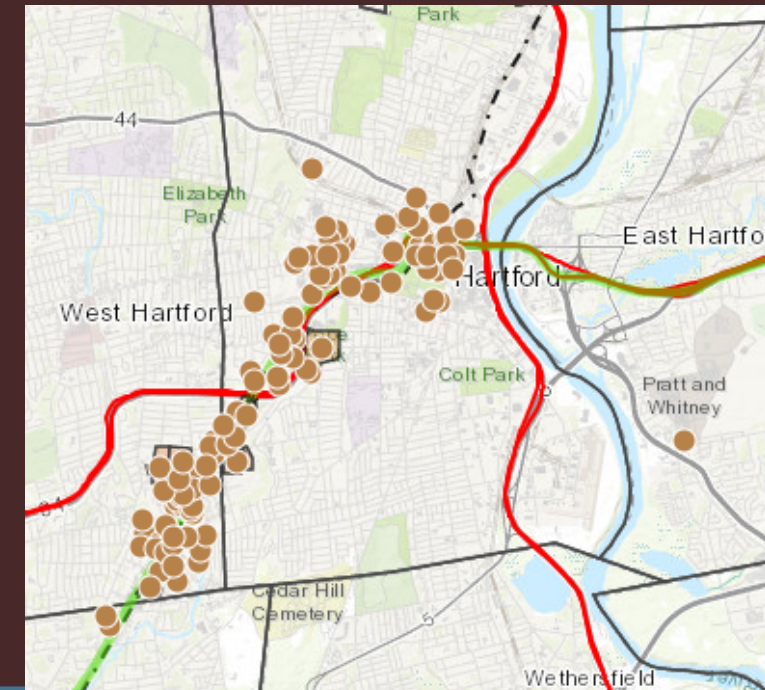 Park
44
Elizabeth
Park
East Hartfo
Hartford
West Hartford
Colt Park
Pratt and
Whitney
Cedar Hill
Cemetery
5
Wethersfield